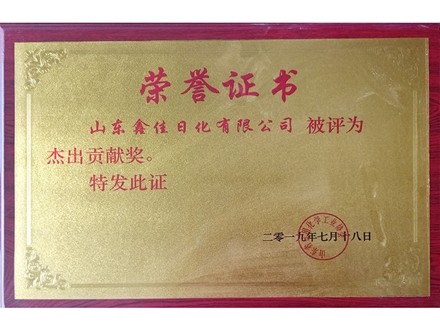 荣誉证书
山东鑫佳日化有限公司 被评为
杰出贡献奖。
特发此证
二零一九年七月十八日